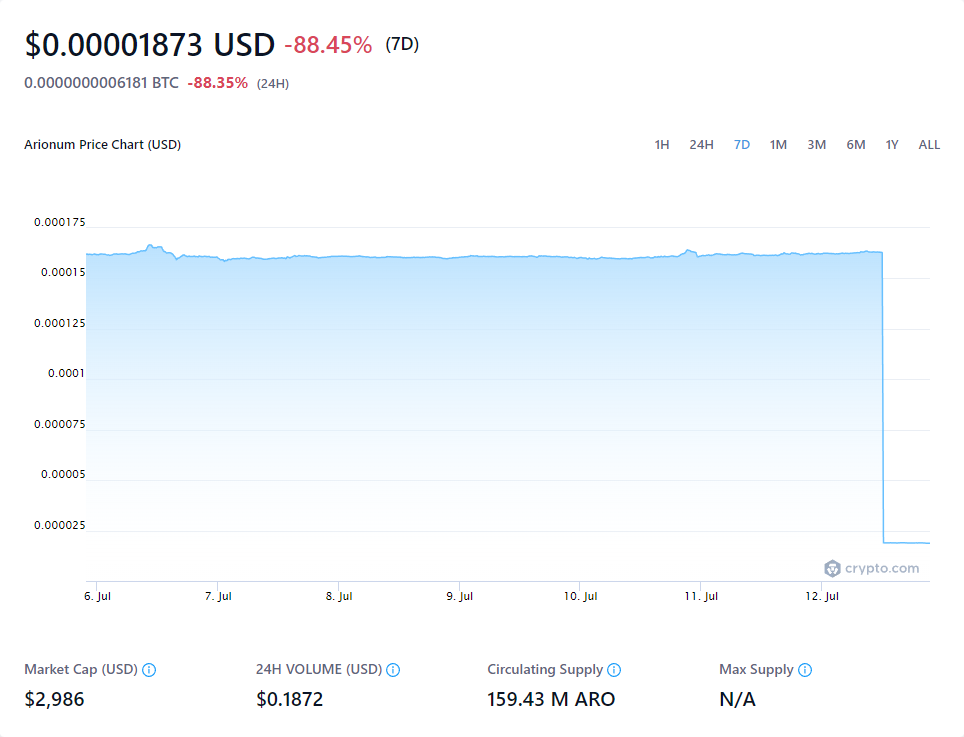 $0.00001873 USD -88.45% (7D)
0.0000000006181 BTC -88.35% (24H)
Arionum Price Chart (USD) 1H 24H 7D 1M 3M 6M 1Y ALL
0.000175
0.00015
0.000125
0.0001
0.000075
0.00005
0.000025
crypto.com
6. Jul 7. Jul 8. Jul 9. Jul 10. Jul 11. Jul 12. Jul
Market Cap (USD) 24H VOLUME (USD) Circulating Supply Max Supply
$2,986 $0.1872 159.43 M ARO N/A